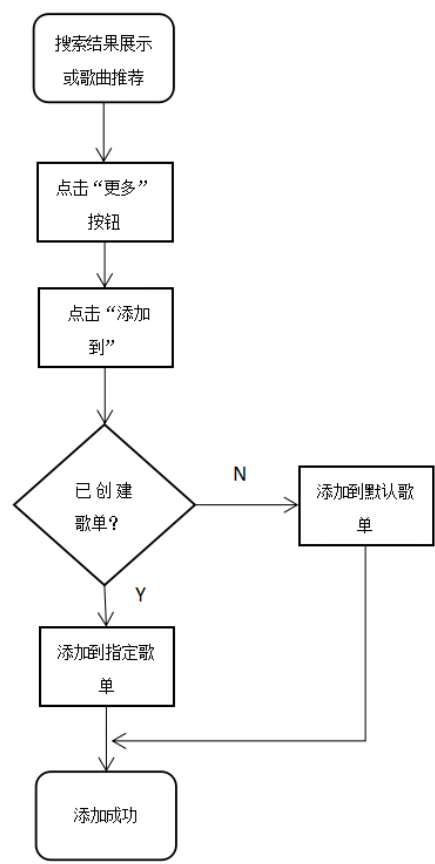 搜索结果展示
或歌曲推荐
点击“更多”
按钮
点击“添加
到”
已创建
歌单？
N
添加到默认歌
单
Y
添加到指定歌
单
添加成功